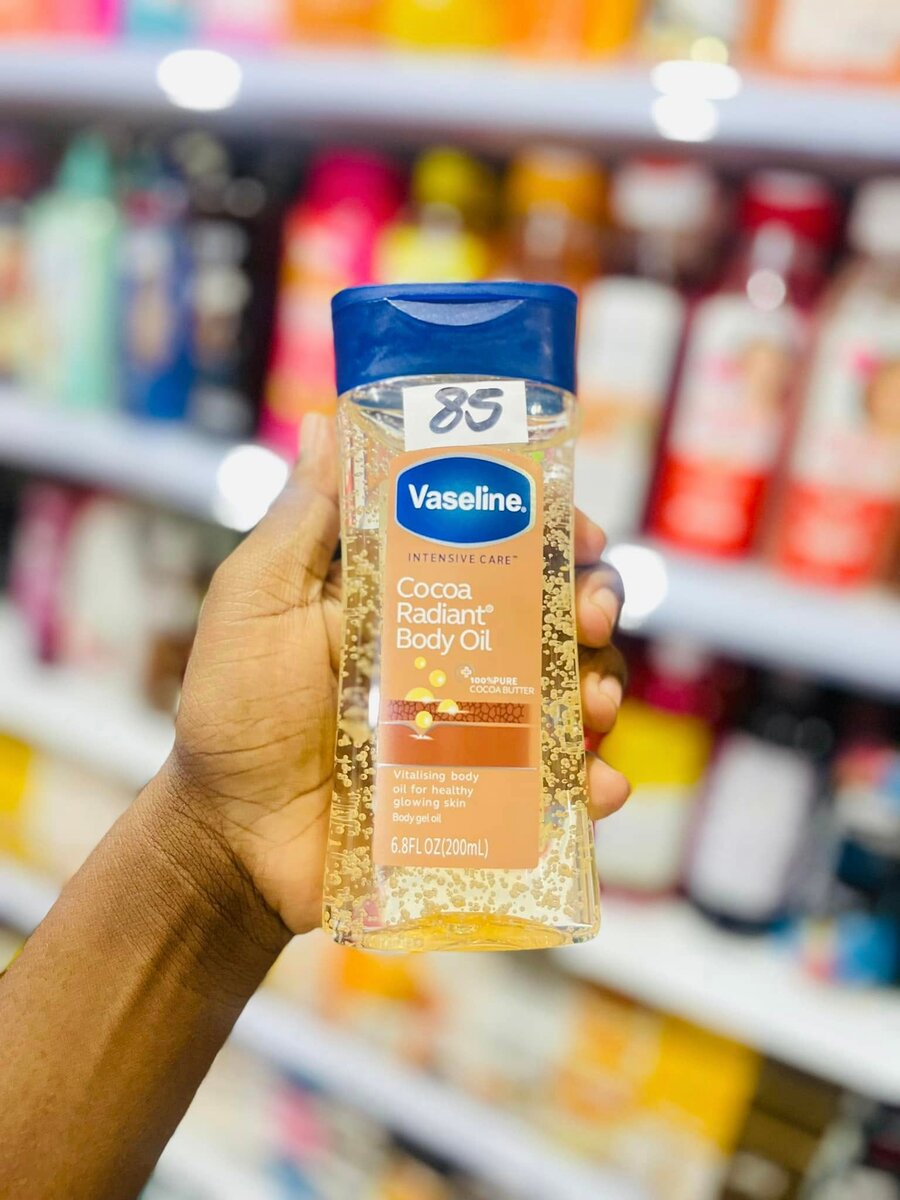 85
Vaseline®
INTENSIVE CARE™
Cocoa
Radiant®
Body Oil
100%PURE
COCOA BUTTER
Vitalising body
oil for healthy
glowing skin
Body gel oil
6.8FL OZ(200mL)